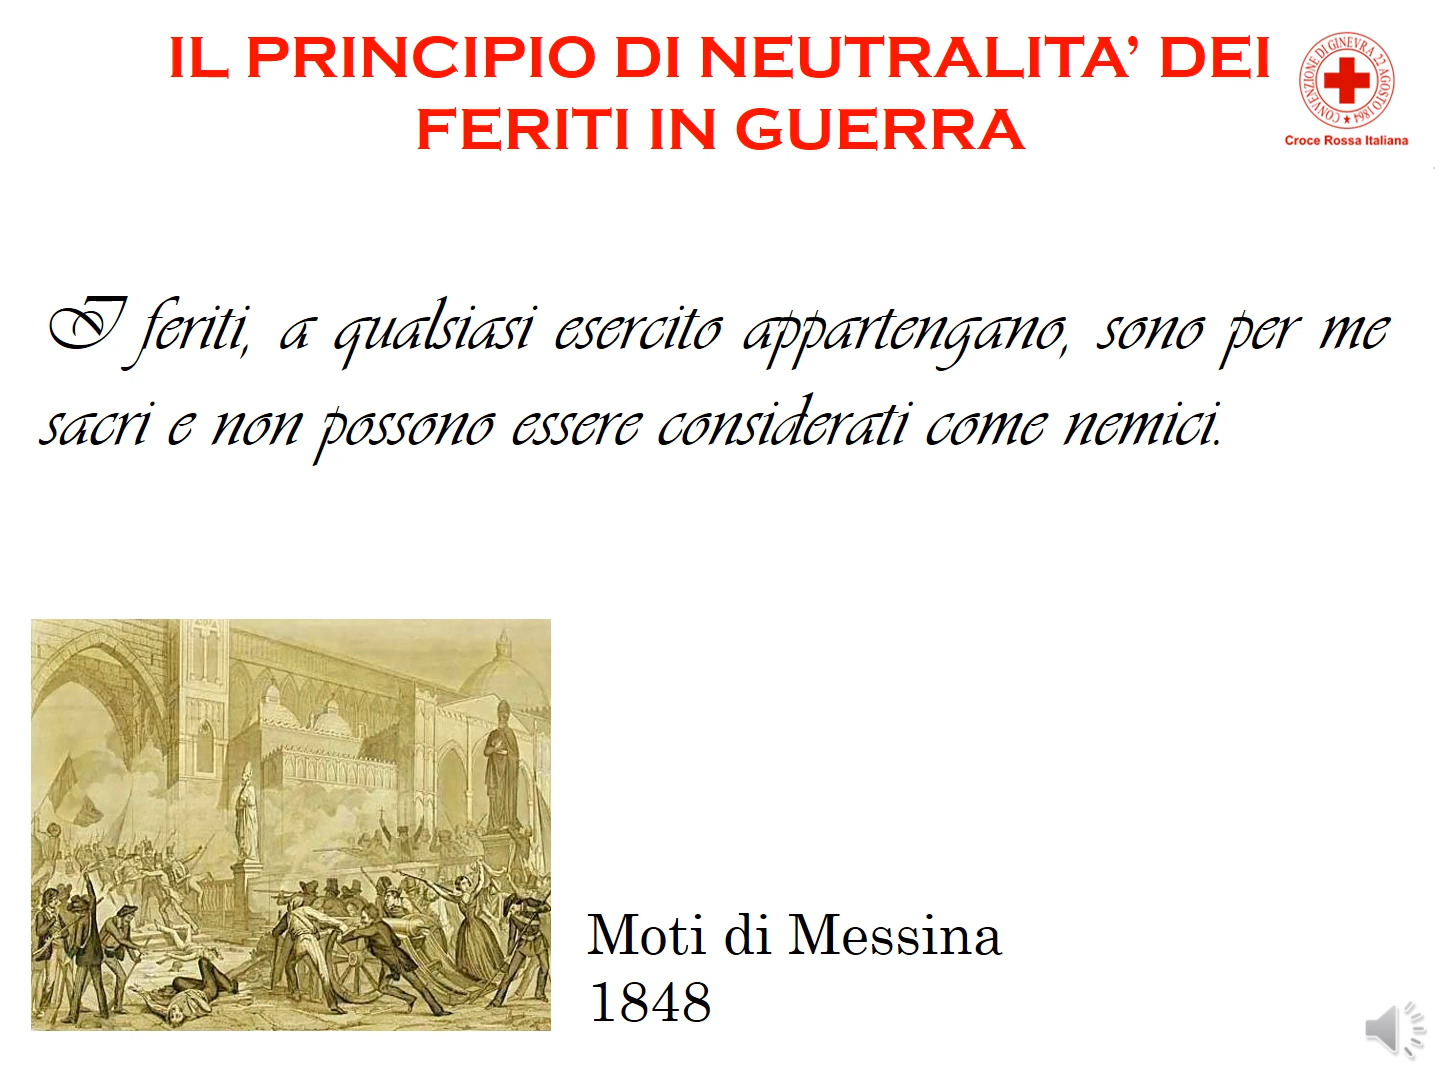 IL PRINCIPIO DI NEUTRALITA’ DEI
FERITI IN GUERRA
CONVENZIONE DI GINEVRA 22 AGOSTO 1864
Croce Rossa Italiana
I feriti, a qualsiasi esercito appartengano, sono per me
sacri e non possono essere considerati come nemici.
Moti di Messina
1848